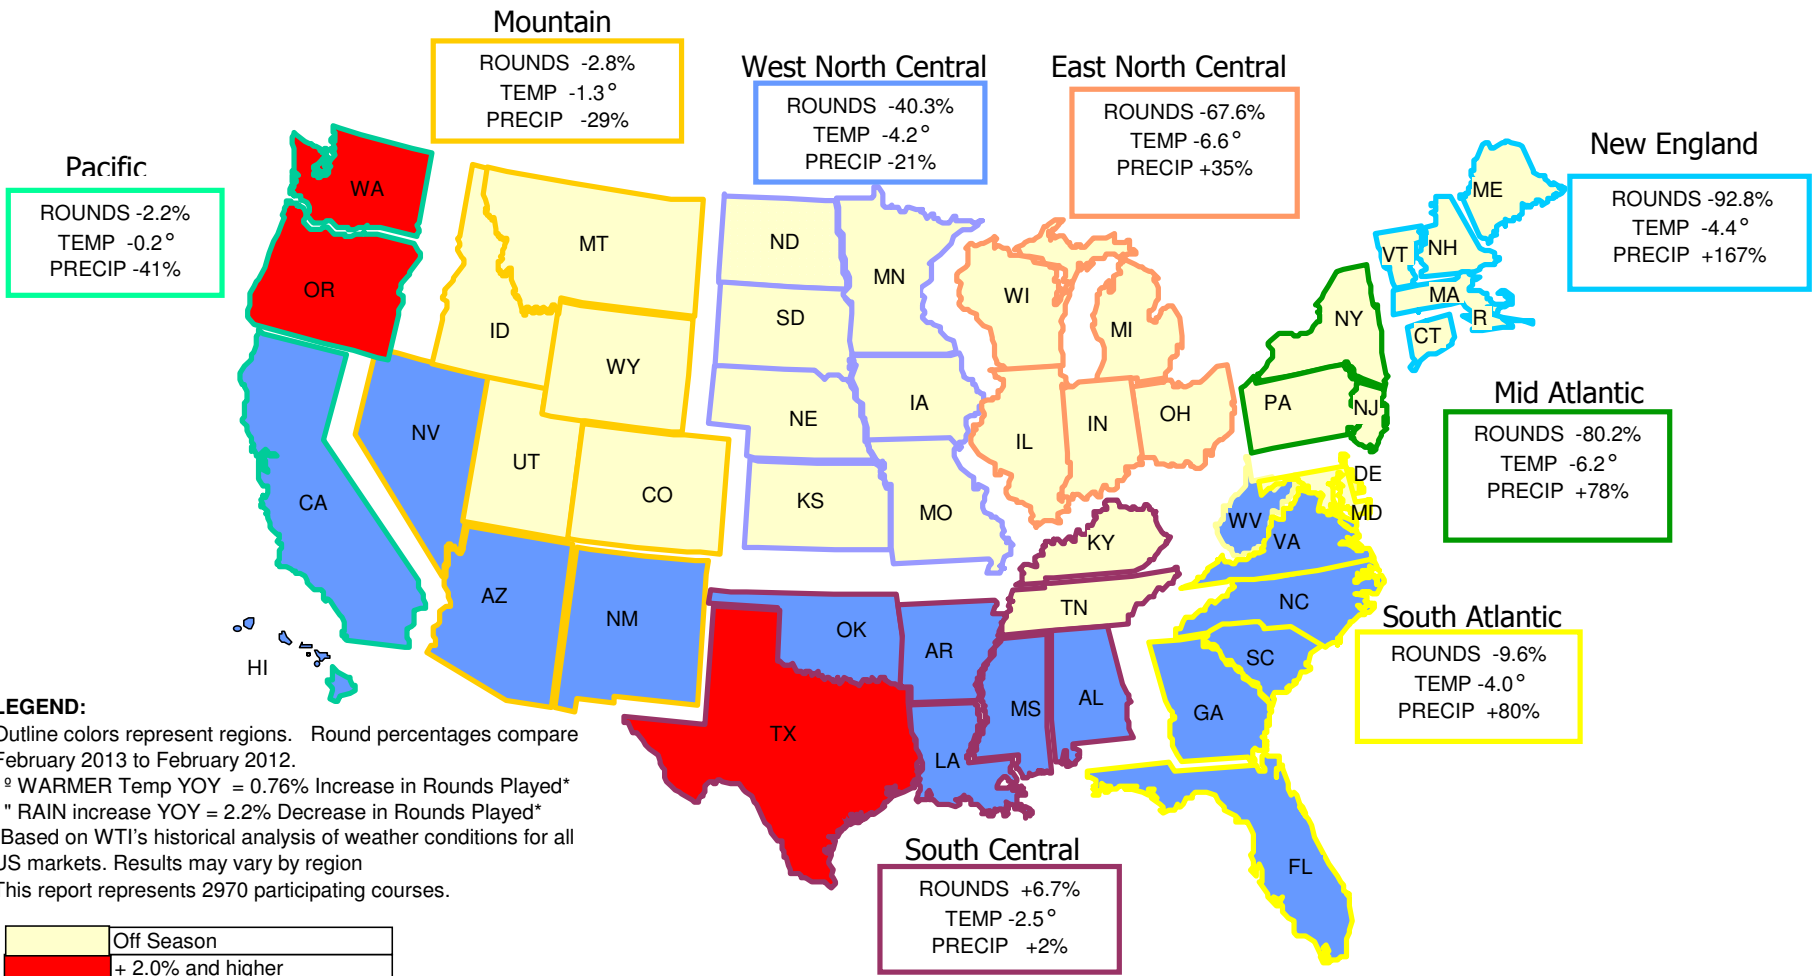 Mountain
ROUNDS -2.8%
TEMP -1.3°
PRECIP -29%
West North Central
ROUNDS -40.3%
TEMP -4.2°
PRECIP -21%
East North Central
ROUNDS -67.6%
TEMP -6.6°
PRECIP +35%
New England
ROUNDS -92.8%
TEMP -4.4°
PRECIP +167%
Pacific
ROUNDS -2.2%
TEMP -0.2°
PRECIP -41%
Mid Atlantic
ROUNDS -80.2%
TEMP -6.2°
PRECIP +78%
South Atlantic
ROUNDS -9.6%
TEMP -4.0°
PRECIP +80%
South Central
ROUNDS +6.7%
TEMP -2.5°
PRECIP +2%
WA
OR
CA
HI
MT
ID
WY
NV
UT
CO
AZ
NM
ND
SD
NE
KS
MN
IA
MO
WI
MI
IL
IN
OH
KY
TN
OK
AR
TX
LA
MS
AL
ME
VT
NH
MA
R
CT
NY
PA
NJ
DE
MD
WV
VA
NC
SC
GA
FL
LEGEND:
Outline colors represent regions. Round percentages compare
February 2013 to February 2012.
º WARMER Temp YOY = 0.76% Increase in Rounds Played*
" RAIN increase YOY = 2.2% Decrease in Rounds Played*
Based on WTI's historical analysis of weather conditions for all
US markets. Results may vary by region
This report represents 2970 participating courses.
Off Season
+ 2.0% and higher